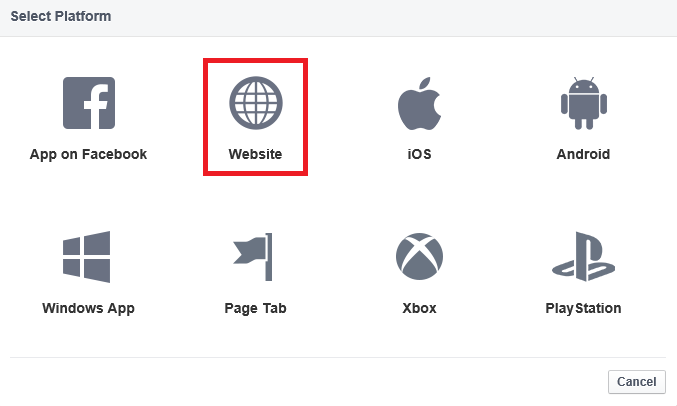 Select Platform
App on Facebook
Website
iOS
Android
Windows App
Page Tab
Xbox
PlayStation
Cancel